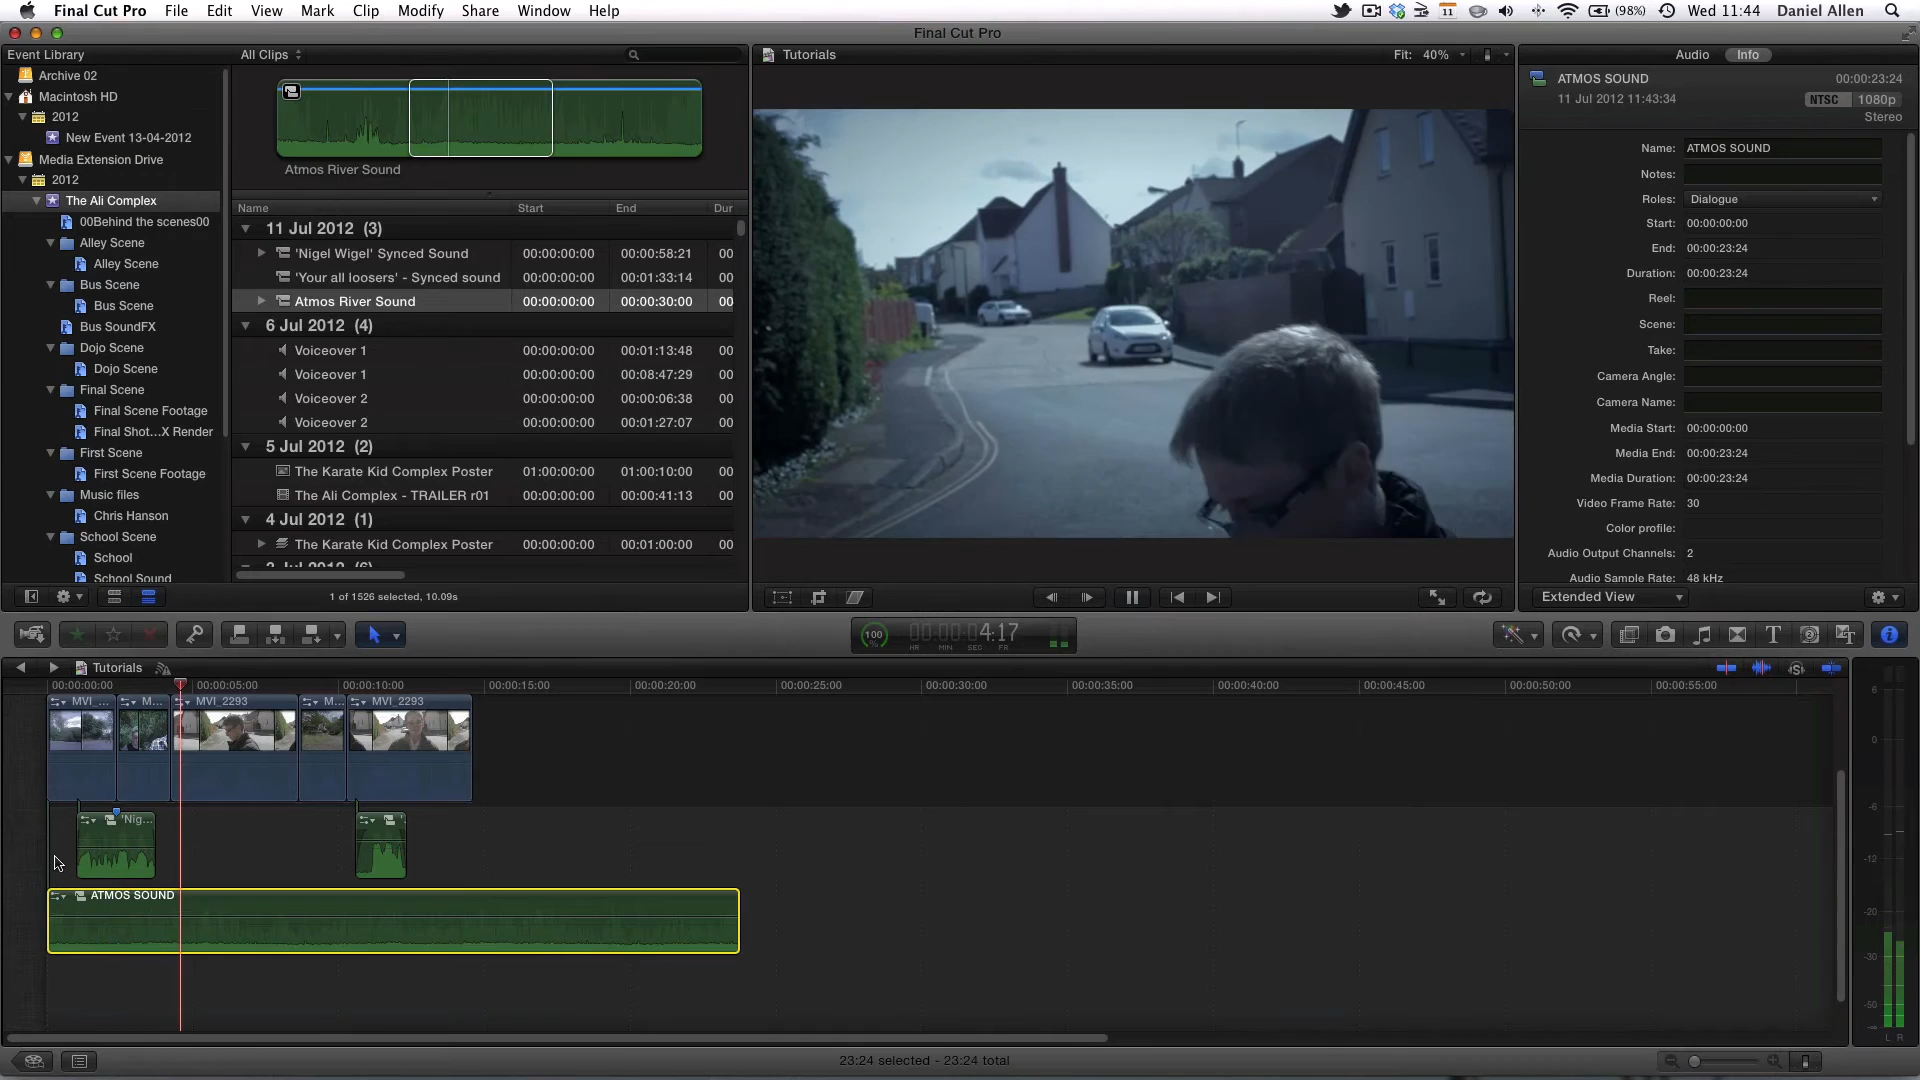 Final Cut Pro File Edit View Mark Clip Modify Share Window Help 11 (98%) Wed 11:44 Daniel Allen
Final Cut Pro
Event Library
All Clips
Tutorials
Fit: 40%
Audio Info
Archive 02
Macintosh HD
2012
New Event 13-04-2012
Media Extension Drive
2012
The Ali Complex
00Behind the scenes00
Alley Scene
Alley Scene
Bus Scene
Bus Scene
Bus SoundFX
Dojo Scene
Dojo Scene
Final Scene
Final Scene Footage
Final Shot...X Render
First Scene
First Scene Footage
Music files
Chris Hanson
School Scene
School
School Sound
Atmos River Sound
Name Start End Dur
11 Jul 2012 (3)
'Nigel Wigel' Synced Sound 00:00:00:00 00:00:58:21 00
'Your all loosers' - Synced sound 00:00:00:00 00:01:33:14 00
Atmos River Sound 00:00:00:00 00:00:30:00 00
6 Jul 2012 (4)
Voiceover 1 00:00:00:00 00:01:13:48 00
Voiceover 1 00:00:00:00 00:08:47:29 00
Voiceover 2 00:00:00:00 00:00:06:38 00
Voiceover 2 00:00:00:00 00:01:27:07 00
5 Jul 2012 (2)
The Karate Kid Complex Poster 01:00:00:00 01:00:10:00 00
The Ali Complex - TRAILER r01 00:00:00:00 00:00:41:13 00
4 Jul 2012 (1)
The Karate Kid Complex Poster 00:00:00:00 00:01:00:00 00
1 of 1526 selected, 10.09s
ATMOS SOUND 00:00:23:24
11 Jul 2012 11:43:34 NTSC 1080p
Stereo
Name: ATMOS SOUND
Notes:
Roles: Dialogue
Start: 00:00:00:00
End: 00:00:23:24
Duration: 00:00:23:24
Reel:
Scene:
Take:
Camera Angle:
Camera Name:
Media Start: 00:00:00:00
Media End: 00:00:23:24
Media Duration: 00:00:23:24
Video Frame Rate: 30
Color profile:
Audio Output Channels: 2
Audio Sample Rate: 48 kHz
Extended View
100 % 00:00:04:17
HR MIN SEC FR
Tutorials
00:00:00:00 00:00:05:00 00:00:10:00 00:00:15:00 00:00:20:00 00:00:25:00 00:00:30:00 00:00:35:00 00:00:40:00 00:00:45:00 00:00:50:00 00:00:55:00
MVI_... M... MVI_2293 M... MVI_2293
'Nig...
ATMOS SOUND
6
0
-6
-12
-20
-30
-50
-∞
L R
23:24 selected - 23:24 total